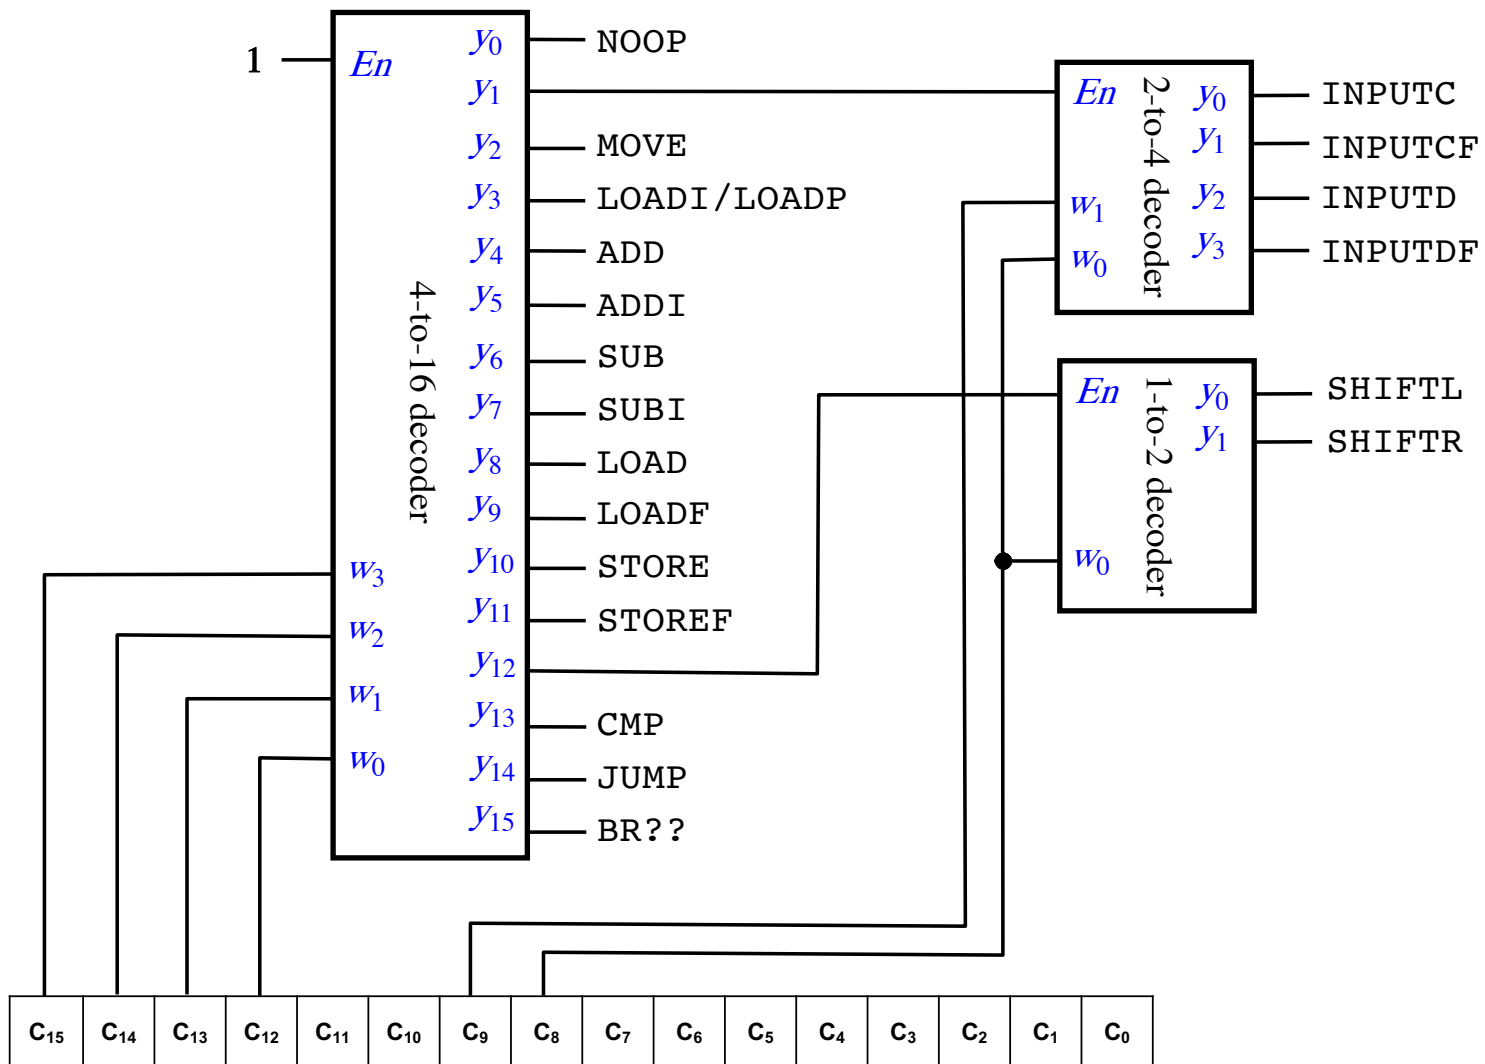 1
En
y0 NOOP
y1
y2 MOVE
y3 LOADI/LOADP
y4 ADD
y5 ADDI
y6 SUB
y7 SUBI
y8 LOAD
y9 LOADF
y10 STORE
y11 STOREF
y12
y13 CMP
y14 JUMP
y15 BR??
4-to-16 decoder
w3
w2
w1
w0
En
w1
w0
2-to-4 decoder
y0 INPUTC
y1 INPUTCF
y2 INPUTD
y3 INPUTDF
En
w0
1-to-2 decoder
y0 SHIFTL
y1 SHIFTR
C15 C14 C13 C12 C11 C10 C9 C8 C7 C6 C5 C4 C3 C2 C1 C0